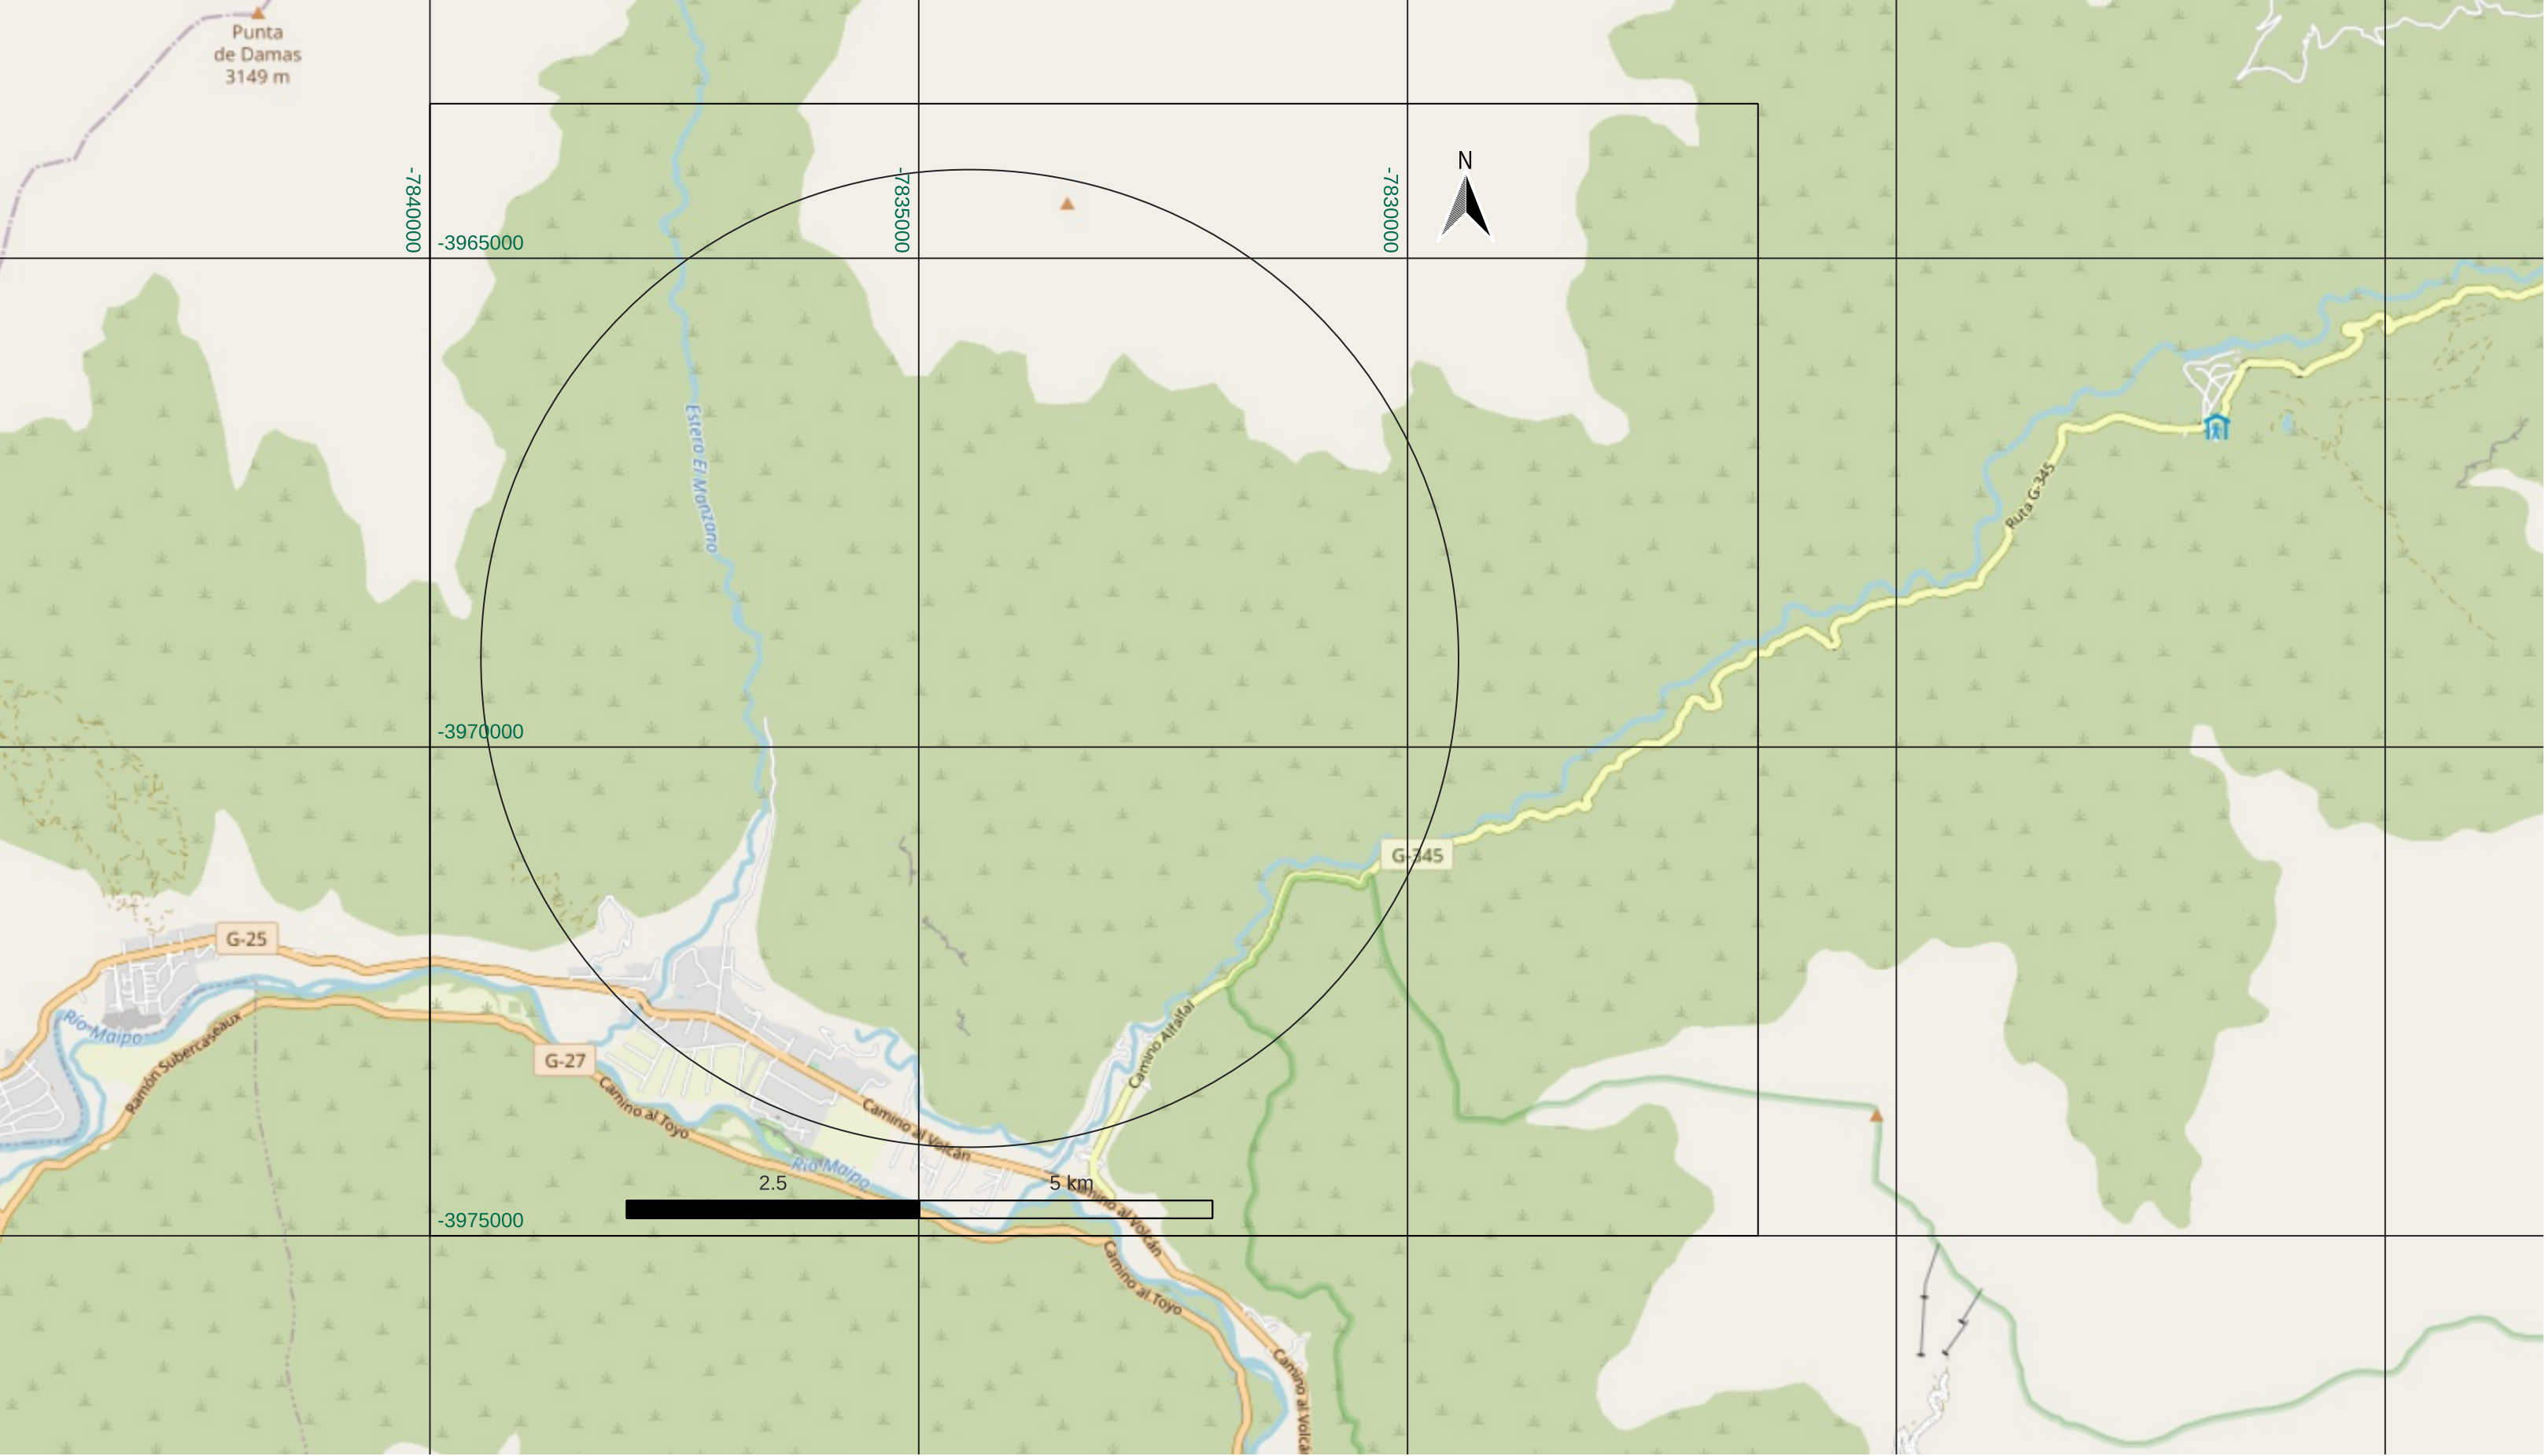 Punta
de Damas
3149 m
N
-7840000
-7835000
-7830000
-3965000
Estero El Manzano
Ruta G-345
-3970000
G-345
G-25
Río Maipo
Ramón Subercaseaux
G-27
Camino al Toyo
Camino Alfalfal
Camino al Volcán
Río Maipo
2.5
5 km
-3975000
Camino al Volcán
Camino al Toyo
Camino al Volcán